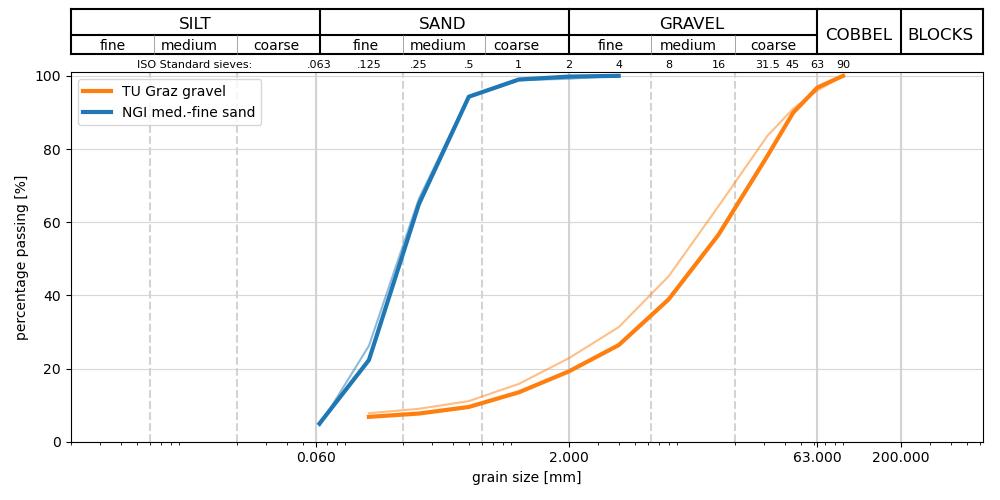 SILT SAND GRAVEL COBBEL BLOCKS
fine medium coarse fine medium coarse fine medium coarse
ISO Standard sieves: .063 .125 .25 .5 1 2 4 8 16 31.5 45 63 90
100
80
60
40
20
0
percentage passing [%]
TU Graz gravel
NGI med.-fine sand
0.060 2.000 63.000 200.000
grain size [mm]